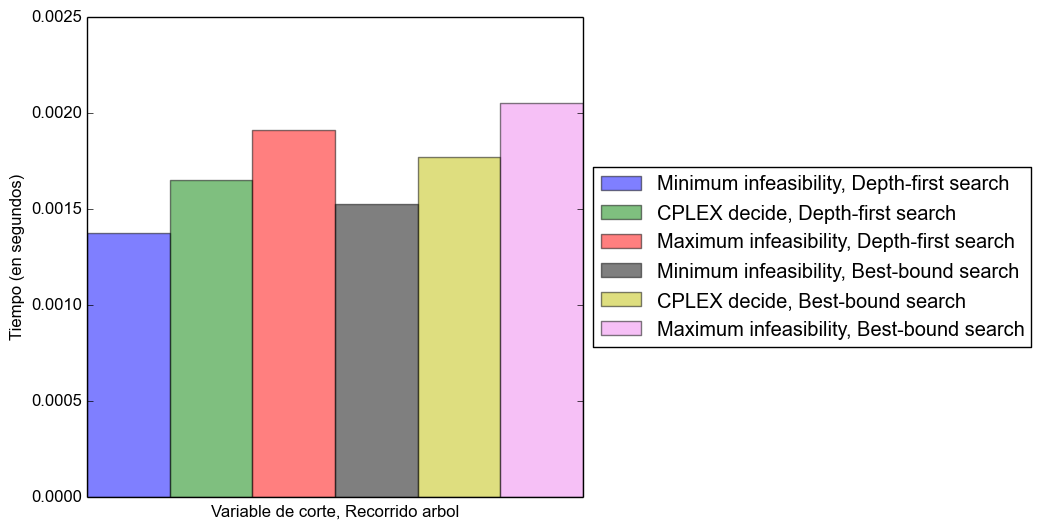 0.0025
0.0020
0.0015
0.0010
0.0005
0.0000
Tiempo (en segundos)
Variable de corte, Recorrido arbol
Minimum infeasibility, Depth-first search
CPLEX decide, Depth-first search
Maximum infeasibility, Depth-first search
Minimum infeasibility, Best-bound search
CPLEX decide, Best-bound search
Maximum infeasibility, Best-bound search